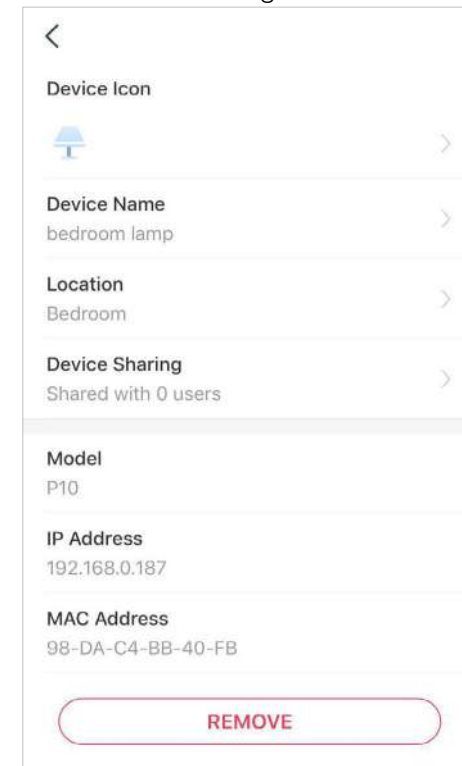 Device Icon
Device Name
bedroom lamp
Location
Bedroom
Device Sharing
Shared with 0 users
Model
P10
IP Address
192.168.0.187
MAC Address
98-DA-C4-BB-40-FB
REMOVE